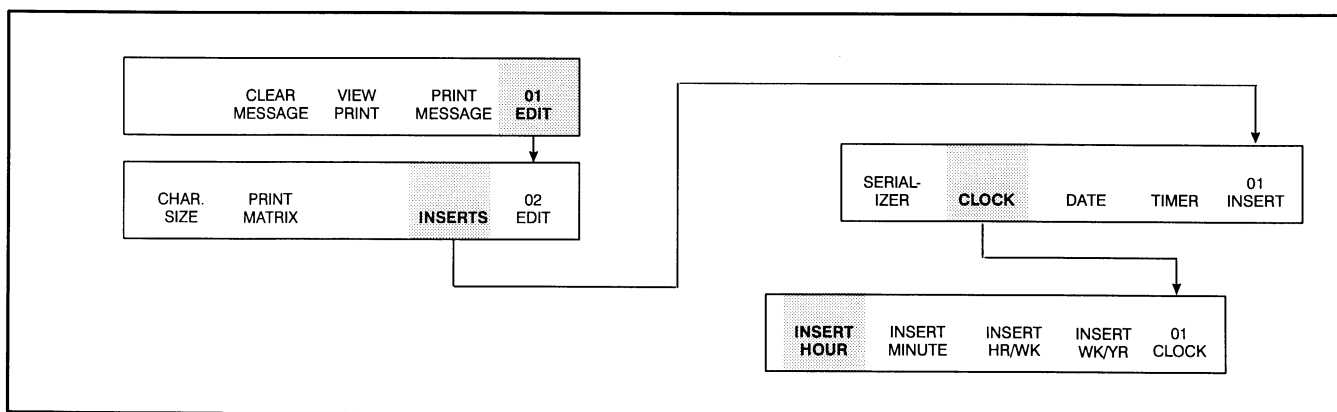 CLEAR MESSAGE
VIEW PRINT
PRINT MESSAGE
01 EDIT
CHAR. SIZE
PRINT MATRIX
INSERTS
02 EDIT
SERIAL-
IZER
CLOCK
DATE
TIMER
01 INSERT
INSERT HOUR
INSERT MINUTE
INSERT HR/WK
INSERT WK/YR
01 CLOCK